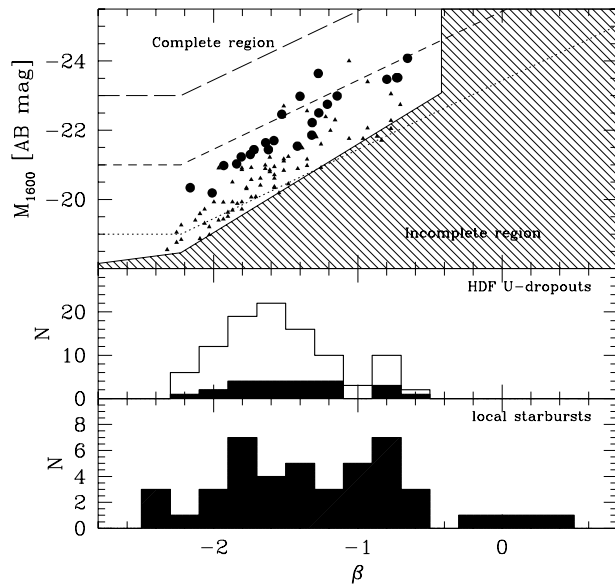 Complete region
M1600 [AB mag]
-24
-22
-20
Incomplete region
HDF U-dropouts
N
20
10
0
local starbursts
N
8
6
4
2
0
-2
-1
0
β